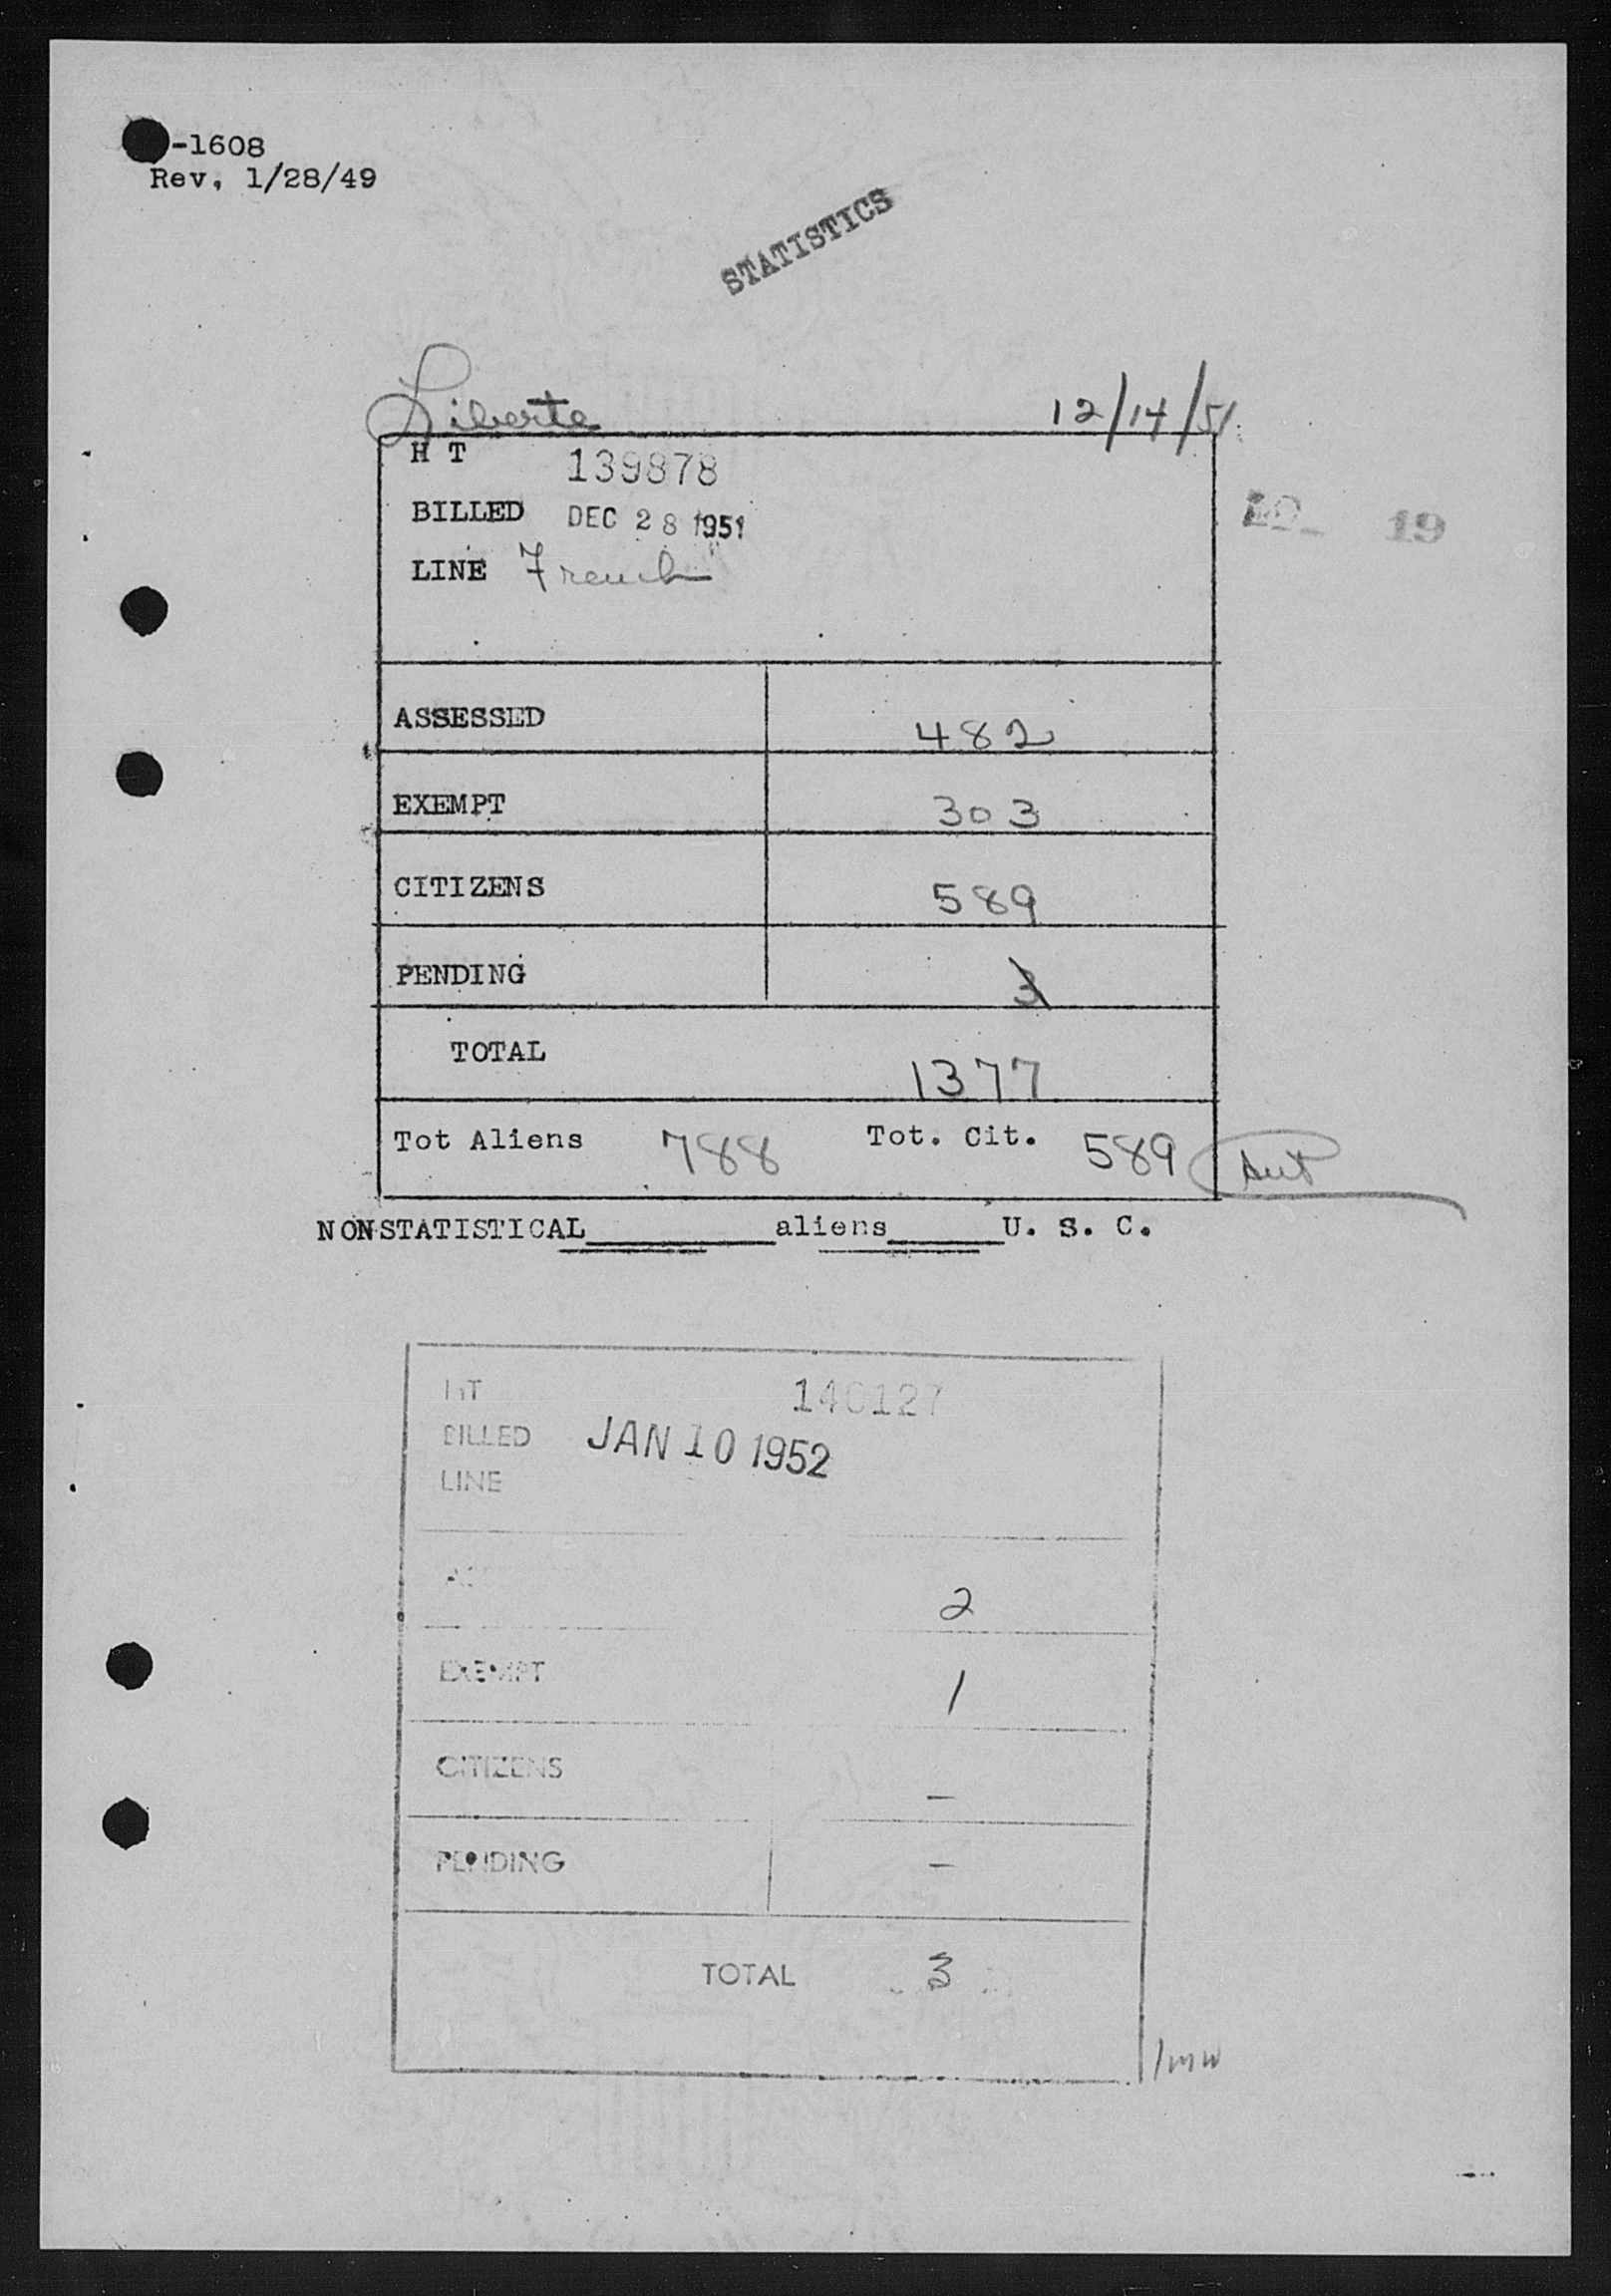 -1608
Rev, 1/28/49
STATISTICS
Liberte 12/14/51
H T 139878
BILLED DEC 28 1951
LINE French
19
ASSESSED 482
EXEMPT 303
CITIZENS 589
PENDING 3
TOTAL 1377
Tot Aliens 788 Tot. Cit. 589
NONSTATISTICAL aliens U. S. C.
HT 140127
BILLED JAN 10 1952
LINE
2
EXEMPT 1
CITIZENS –
PENDING –
TOTAL 3